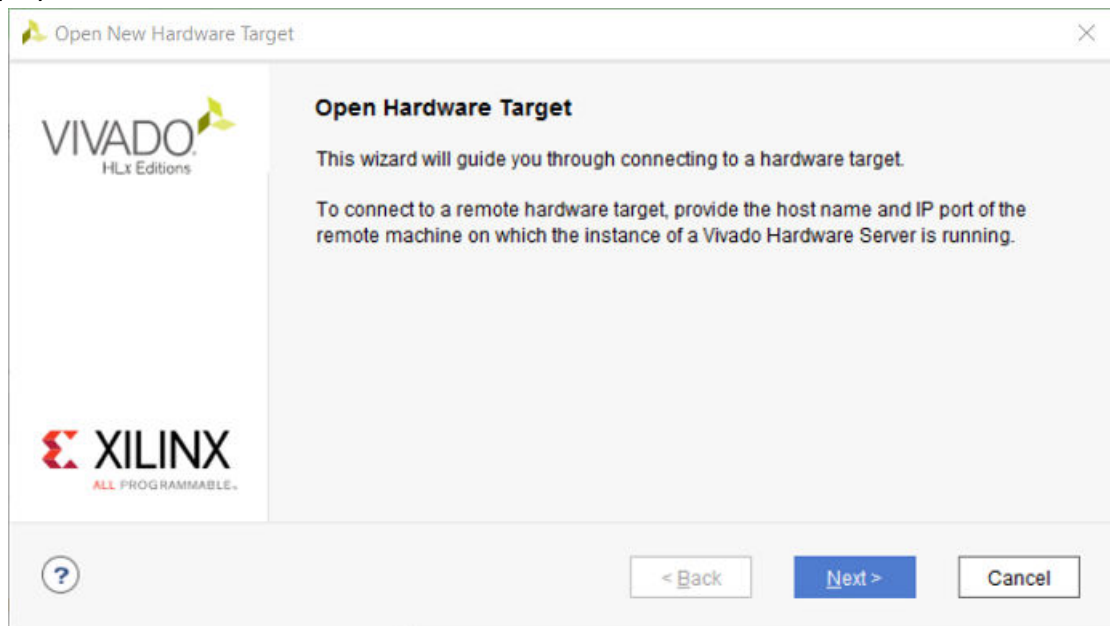 Open New Hardware Target
VIVADO.
HLx Editions
Open Hardware Target
This wizard will guide you through connecting to a hardware target.
To connect to a remote hardware target, provide the host name and IP port of the
remote machine on which the instance of a Vivado Hardware Server is running.
XILINX
ALL PROGRAMMABLE.
?
< Back
Next >
Cancel